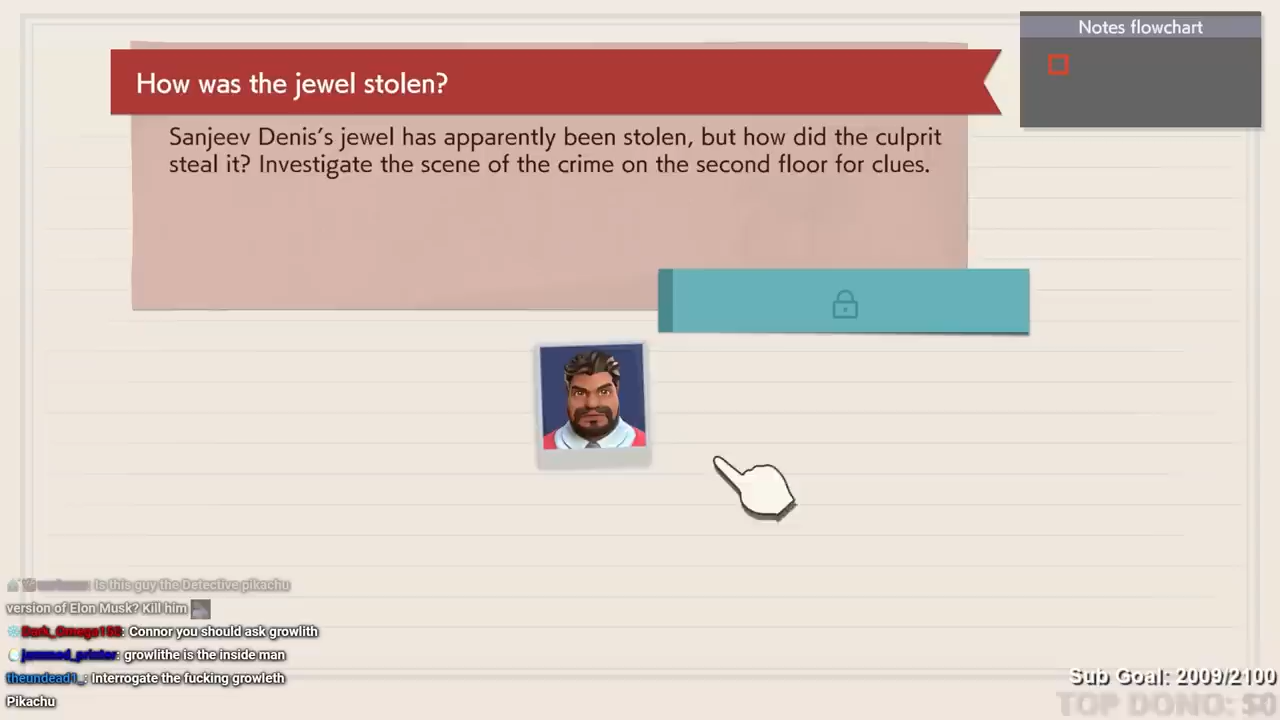 Notes flowchart
How was the jewel stolen?
Sanjeev Denis's jewel has apparently been stolen, but how did the culprit
steal it? Investigate the scene of the crime on the second floor for clues.
: Is this guy the Detective pikachu
version of Elon Musk? Kill him
Dark_Omega150: Connor you should ask growlith
jammed_printer: growlithe is the inside man
theundead1_: Interrogate the fucking growleth
Pikachu
Sub Goal: 2009/2100
TOP DONO: $0